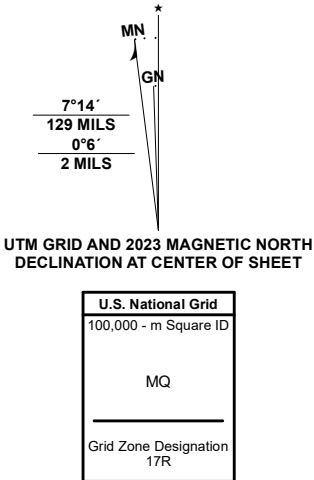 ★
MN
GN
7°14´
129 MILS
0°6´
2 MILS
UTM GRID AND 2023 MAGNETIC NORTH
DECLINATION AT CENTER OF SHEET
U.S. National Grid
100,000 - m Square ID
MQ
Grid Zone Designation
17R